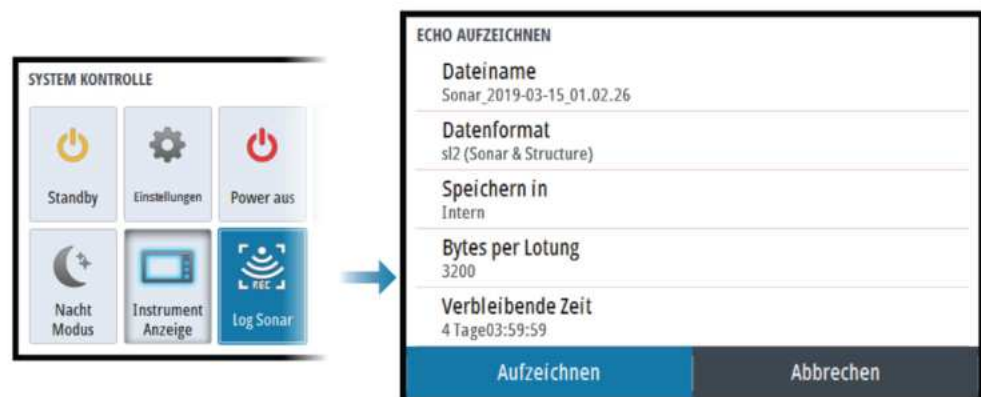 SYSTEM KONTROLLE
Standby
Einstellungen
Power aus
Nacht
Modus
Instrument
Anzeige
REC
Log Sonar
ECHO AUFZEICHNEN
Dateiname
Sonar_2019-03-15_01.02.26
Datenformat
sl2 (Sonar & Structure)
Speichern in
Intern
Bytes per Lotung
3200
Verbleibende Zeit
4 Tage03:59:59
Aufzeichnen
Abbrechen